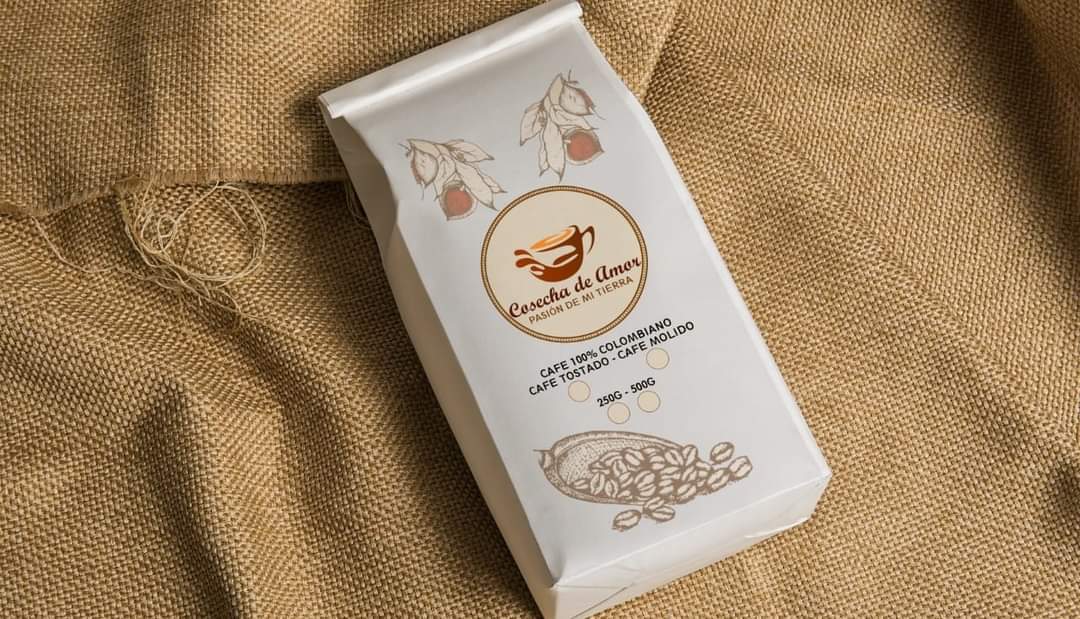 Cosecha de Amor
PASIÓN DE MI TIERRA
CAFE 100% COLOMBIANO
CAFE TOSTADO - CAFE MOLIDO
250G - 500G